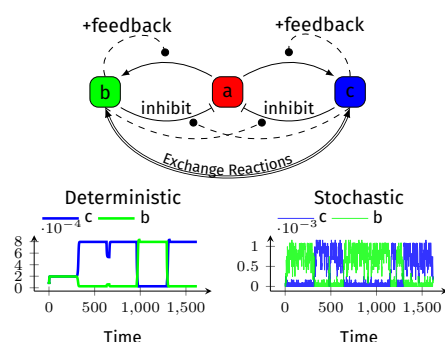 +feedback +feedback
b a c
inhibit inhibit
Exchange Reactions
Deterministic
c b
·10−4
8
6
4
2
0
0 500 1,000 1,500
Time
Stochastic
c b
·10−3
1
0.5
0
0 500 1,000 1,500
Time